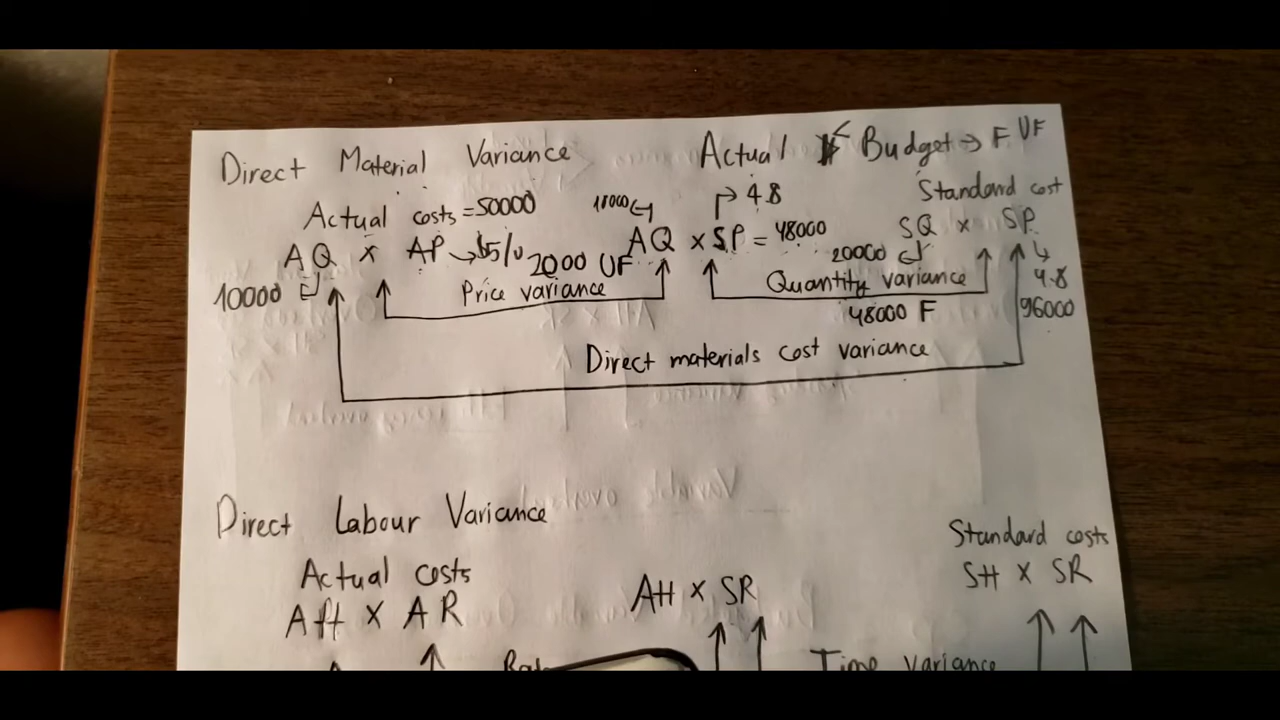 Direct Material Variance Actual < Budget → F UF
Standard cost
Actual costs = 50000 → 4.8
AQ × AP AQ × SP = 48000 SQ × SP
10000 2000 UF 20000 4.8
Price variance Quantity variance
48000 F 96000
Direct materials cost variance
Direct Labour Variance
Standard costs
Actual costs AH × SR SH × SR
AH × AR
Time variance